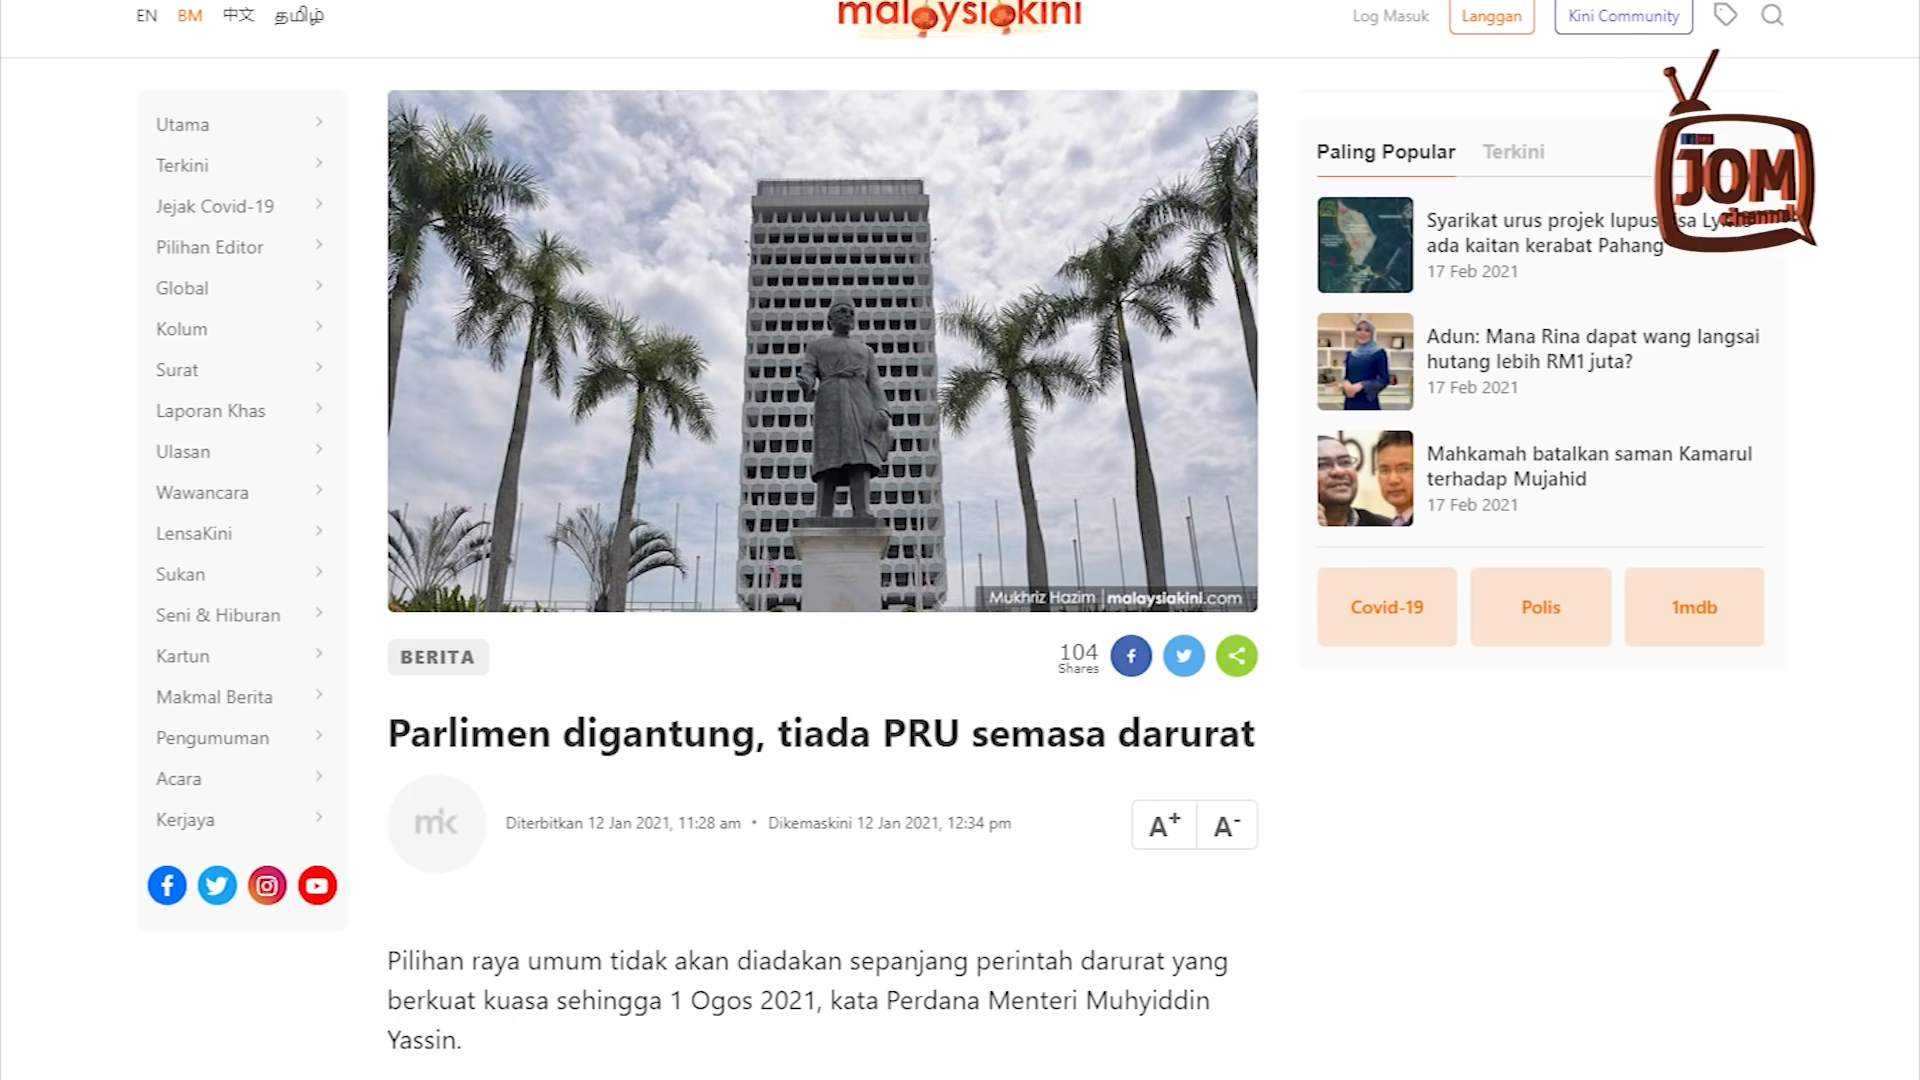 EN BM 中文 தமிழ்
malaysiakini
Log Masuk Langgan Kini Community
Utama
Terkini
Jejak Covid-19
Pilihan Editor
Global
Kolum
Surat
Laporan Khas
Ulasan
Wawancara
LensaKini
Sukan
Seni & Hiburan
Kartun
Makmal Berita
Pengumuman
Acara
Kerjaya
Mukhriz Hazim malaysiakini.com
BERITA
104
Shares
Parlimen digantung, tiada PRU semasa darurat
mk
Diterbitkan 12 Jan 2021, 11:28 am • Dikemaskini 12 Jan 2021, 12:34 pm
A+ A-
Pilihan raya umum tidak akan diadakan sepanjang perintah darurat yang
berkuat kuasa sehingga 1 Ogos 2021, kata Perdana Menteri Muhyiddin
Yassin.
JOM
channel
Paling Popular Terkini
Syarikat urus projek lupus
ada kaitan kerabat Pahang
17 Feb 2021
Adun: Mana Rina dapat wang langsai
hutang lebih RM1 juta?
17 Feb 2021
Mahkamah batalkan saman Kamarul
terhadap Mujahid
17 Feb 2021
Covid-19 Polis 1mdb